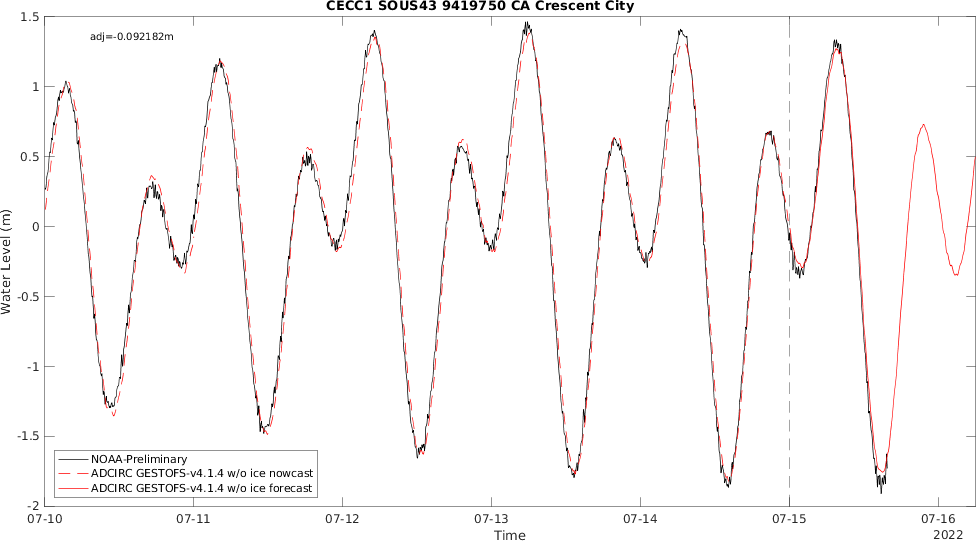 CECC1 SOUS43 9419750 CA Crescent City
adj=-0.092182m
1.5
1
0.5
0
-0.5
-1
-1.5
-2
Water Level (m)
NOAA-Preliminary
ADCIRC GESTOFS-v4.1.4 w/o ice nowcast
ADCIRC GESTOFS-v4.1.4 w/o ice forecast
07-10
07-11
07-12
07-13
07-14
07-15
07-16
Time
2022